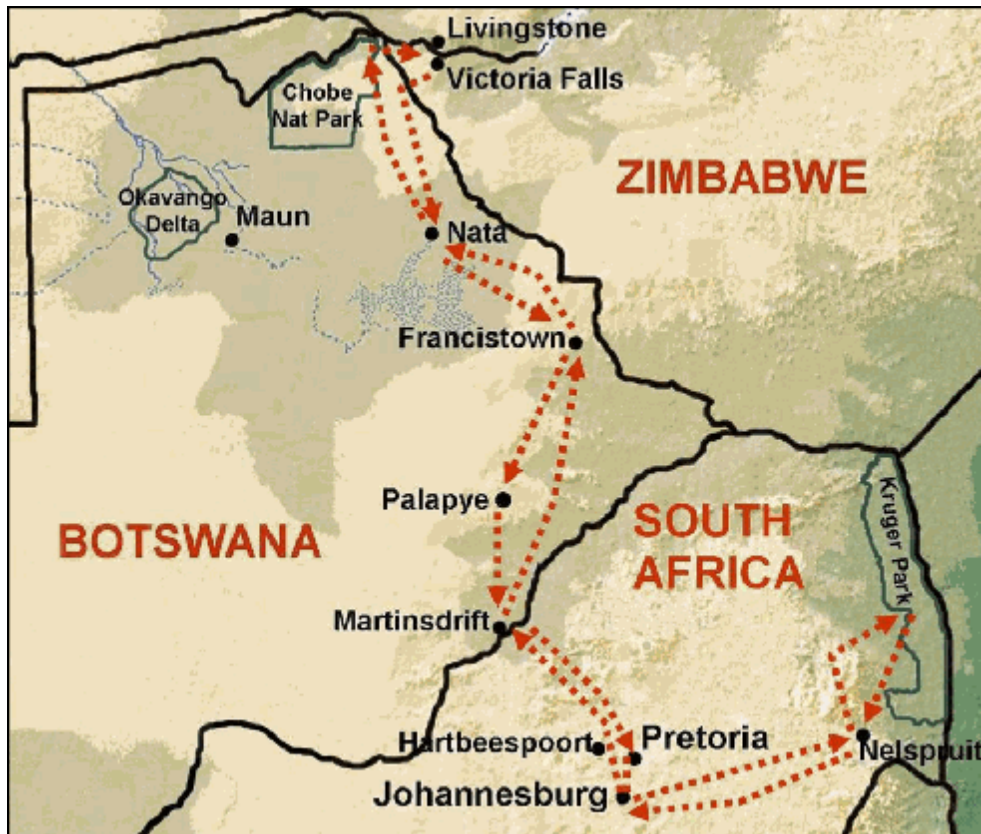 Livingstone
Victoria Falls
Chobe
Nat Park
ZIMBABWE
Okavango
Delta
Maun
Nata
Francistown
Palapye
BOTSWANA
SOUTH
AFRICA
Kruger Park
Martinsdrift
Hartbeespoort
Pretoria
Nelspruit
Johannesburg